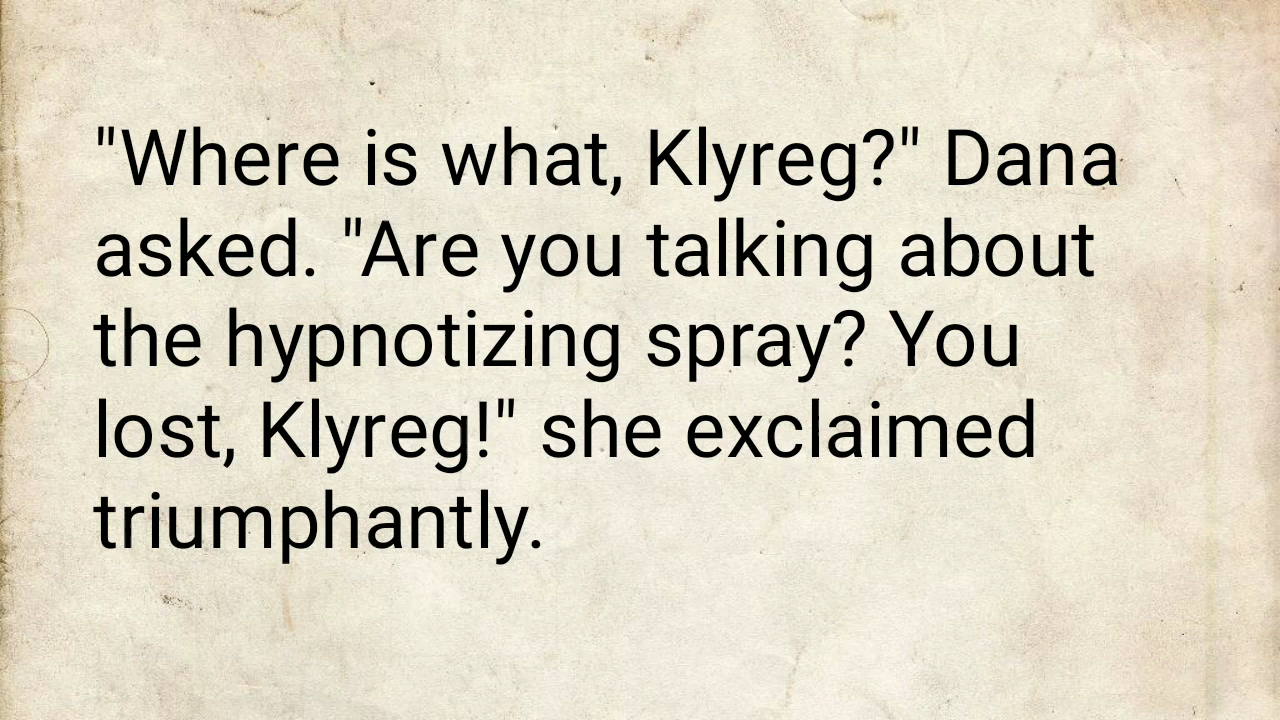 "Where is what, Klyreg?" Dana
asked. "Are you talking about
the hypnotizing spray? You
lost, Klyreg!" she exclaimed
triumphantly.